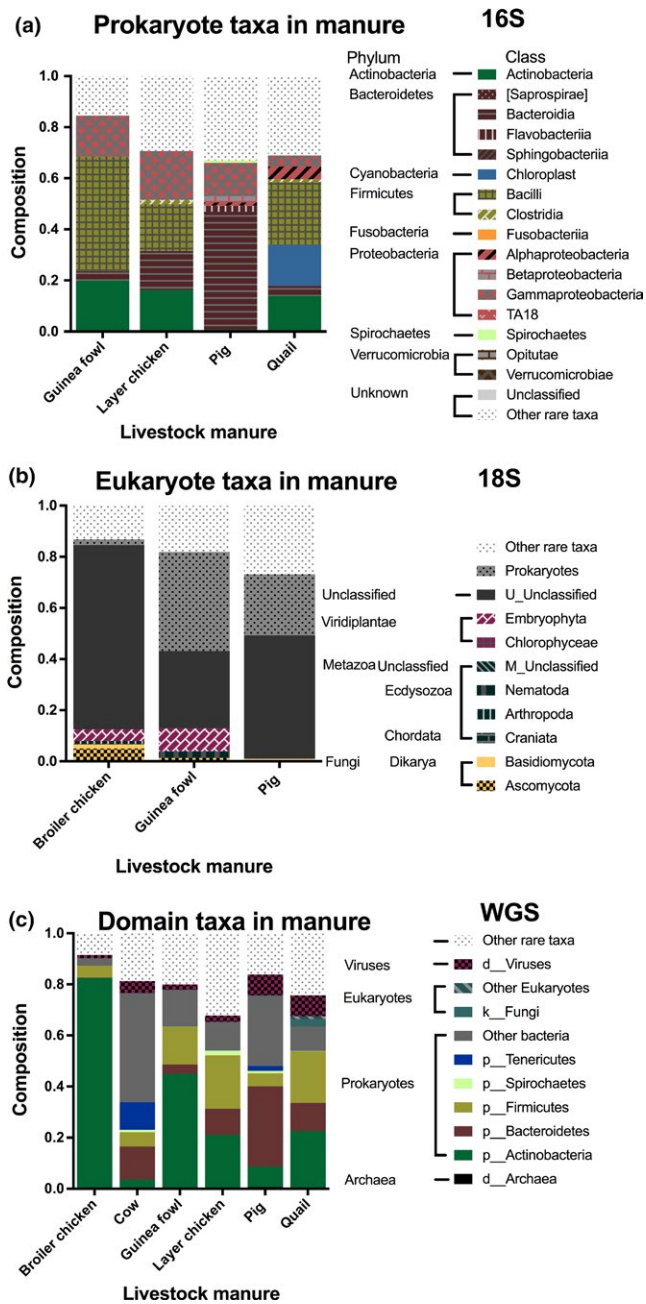 (a) Prokaryote taxa in manure 16S
Phylum Class
Actinobacteria Actinobacteria
Bacteroidetes [Saprospirae]
Bacteroidia
Flavobacteriia
Sphingobacteriia
Cyanobacteria Chloroplast
Firmicutes Bacilli
Clostridia
Fusobacteria Fusobacteriia
Proteobacteria Alphaproteobacteria
Betaproteobacteria
Gammaproteobacteria
TA18
Spirochaetes Spirochaetes
Verrucomicrobia Opitutae
Verrucomicrobiae
Unknown Unclassified
Other rare taxa
Composition
1.0
0.8
0.6
0.4
0.2
0.0
Guinea fowl
Layer chicken
Pig
Quail
Livestock manure
(b) Eukaryote taxa in manure 18S
Other rare taxa
Prokaryotes
Unclassified U_Unclassified
Viridiplantae Embryophyta
Chlorophyceae
Metazoa Unclassfied M_Unclassified
Ecdysozoa Nematoda
Arthropoda
Chordata Craniata
Fungi Dikarya Basidiomycota
Ascomycota
Composition
1.0
0.8
0.6
0.4
0.2
0.0
Broiler chicken
Guinea fowl
Pig
Livestock manure
(c) Domain taxa in manure WGS
Other rare taxa
Viruses d__Viruses
Eukaryotes Other Eukaryotes
k__Fungi
Other bacteria
p__Tenericutes
Prokaryotes p__Spirochaetes
p__Firmicutes
p__Bacteroidetes
p__Actinobacteria
Archaea d__Archaea
Composition
1.0
0.8
0.6
0.4
0.2
0.0
Broiler chicken
Cow
Guinea fowl
Layer chicken
Pig
Quail
Livestock manure